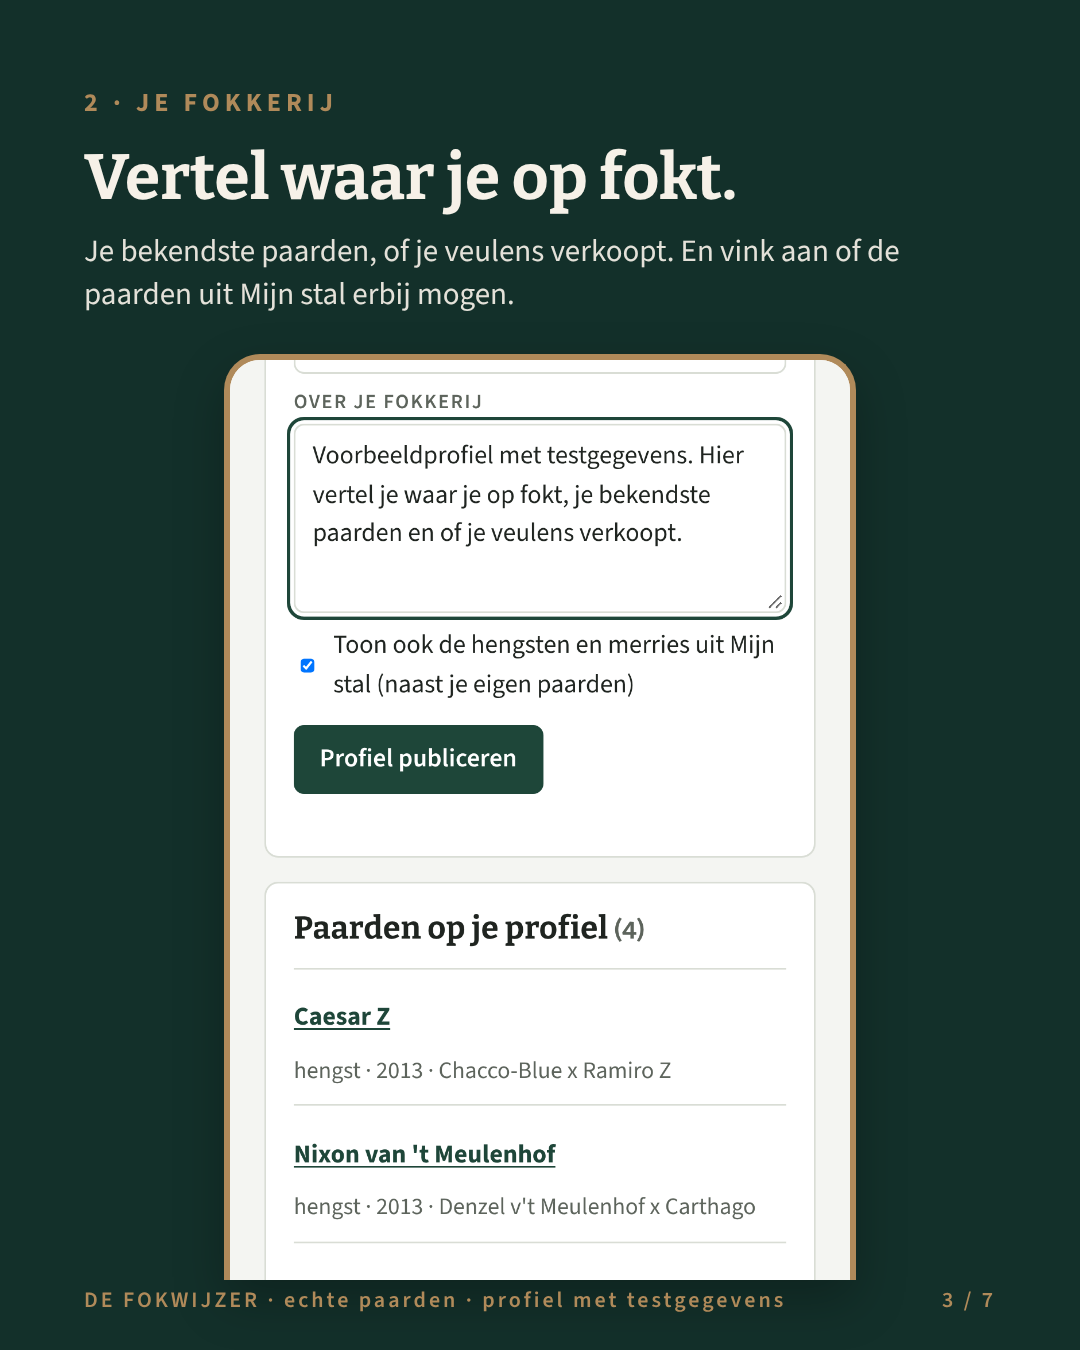 2 · JE FOKKERIJ
Vertel waar je op fokt.
Je bekendste paarden, of je veulens verkoopt. En vink aan of de
paarden uit Mijn stal erbij mogen.
OVER JE FOKKERIJ
Voorbeeldprofiel met testgegevens. Hier
vertel je waar je op fokt, je bekendste
paarden en of je veulens verkoopt.
Toon ook de hengsten en merries uit Mijn
stal (naast je eigen paarden)
Profiel publiceren
Paarden op je profiel (4)
Caesar Z
hengst · 2013 · Chacco-Blue x Ramiro Z
Nixon van 't Meulenhof
hengst · 2013 · Denzel v't Meulenhof x Carthago
DE FOKWIJZER · echte paarden · profiel met testgegevens
3 / 7